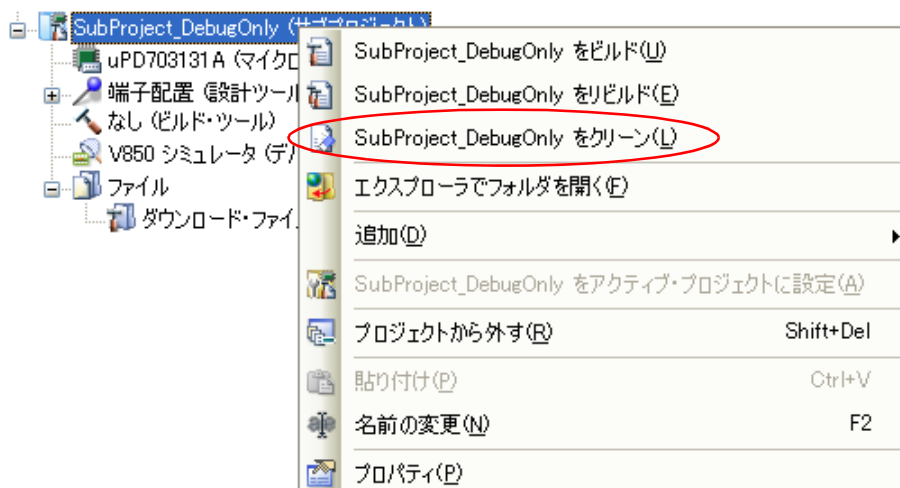 SubProject_DebugOnly (サブプロジェクト)
uPD703131A (マイクロ
端子配置 (設計ツール
なし (ビルド・ツール)
V850 シミュレータ (デバ
ファイル
ダウンロード・ファイル
SubProject_DebugOnly をビルド(U)
SubProject_DebugOnly をリビルド(E)
SubProject_DebugOnly をクリーン(L)
エクスプローラでフォルダを開く(F)
追加(D)
SubProject_DebugOnly をアクティブ・プロジェクトに設定(A)
プロジェクトから外す(R) Shift+Del
貼り付け(P) Ctrl+V
名前の変更(N) F2
プロパティ(P)